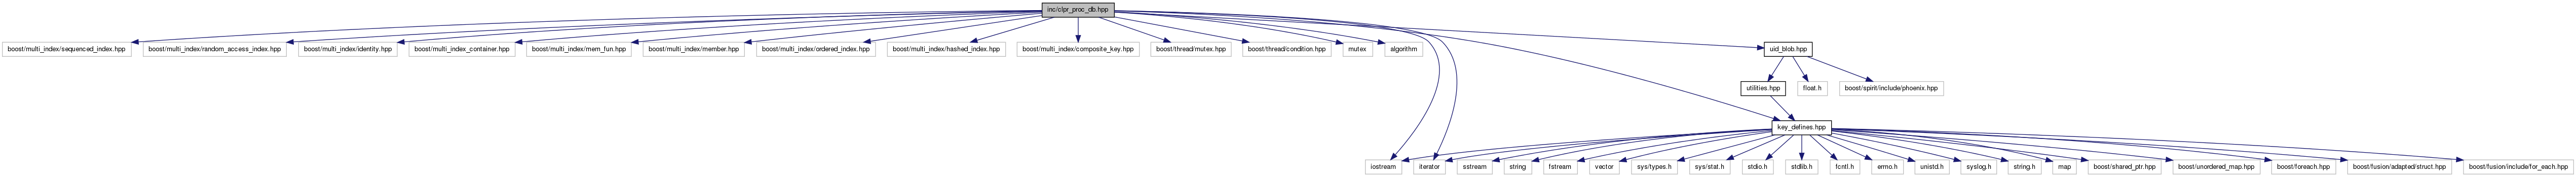 inc/clpr_proc_db.hpp
boost/multi_index/sequenced_index.hpp
boost/multi_index/random_access_index.hpp
boost/multi_index/identity.hpp
boost/multi_index_container.hpp
boost/multi_index/mem_fun.hpp
boost/multi_index/member.hpp
boost/multi_index/ordered_index.hpp
boost/multi_index/hashed_index.hpp
boost/multi_index/composite_key.hpp
boost/thread/mutex.hpp
boost/thread/condition.hpp
mutex
algorithm
uid_blob.hpp
utilities.hpp
float.h
boost/spirit/include/phoenix.hpp
key_defines.hpp
iostream
iterator
sstream
string
fstream
vector
sys/types.h
sys/stat.h
stdio.h
stdlib.h
fcntl.h
errno.h
unistd.h
syslog.h
string.h
map
boost/shared_ptr.hpp
boost/unordered_map.hpp
boost/foreach.hpp
boost/fusion/adapted/struct.hpp
boost/fusion/include/for_each.hpp